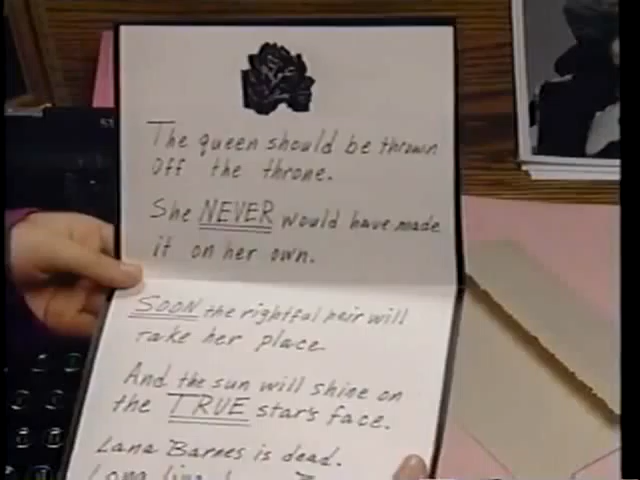 The queen should be thrown
off the throne.
She NEVER would have made
it on her own.
SOON the rightful heir will
take her place
And the sun will shine on
the TRUE star's face.
Lana Barnes is dead.
Long